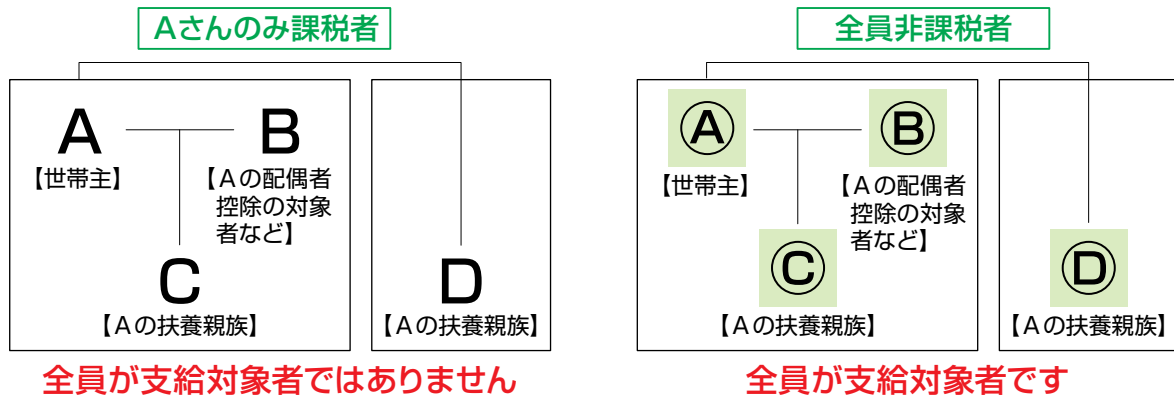 Aさんのみ課税者
A
B
【世帯主】
【Aの配偶者
控除の対象
者など】
C
D
【Aの扶養親族】
【Aの扶養親族】
全員が支給対象者ではありません
全員非課税者
Ⓐ
Ⓑ
【世帯主】
【Aの配偶者
控除の対象
者など】
Ⓒ
Ⓓ
【Aの扶養親族】
【Aの扶養親族】
全員が支給対象者です